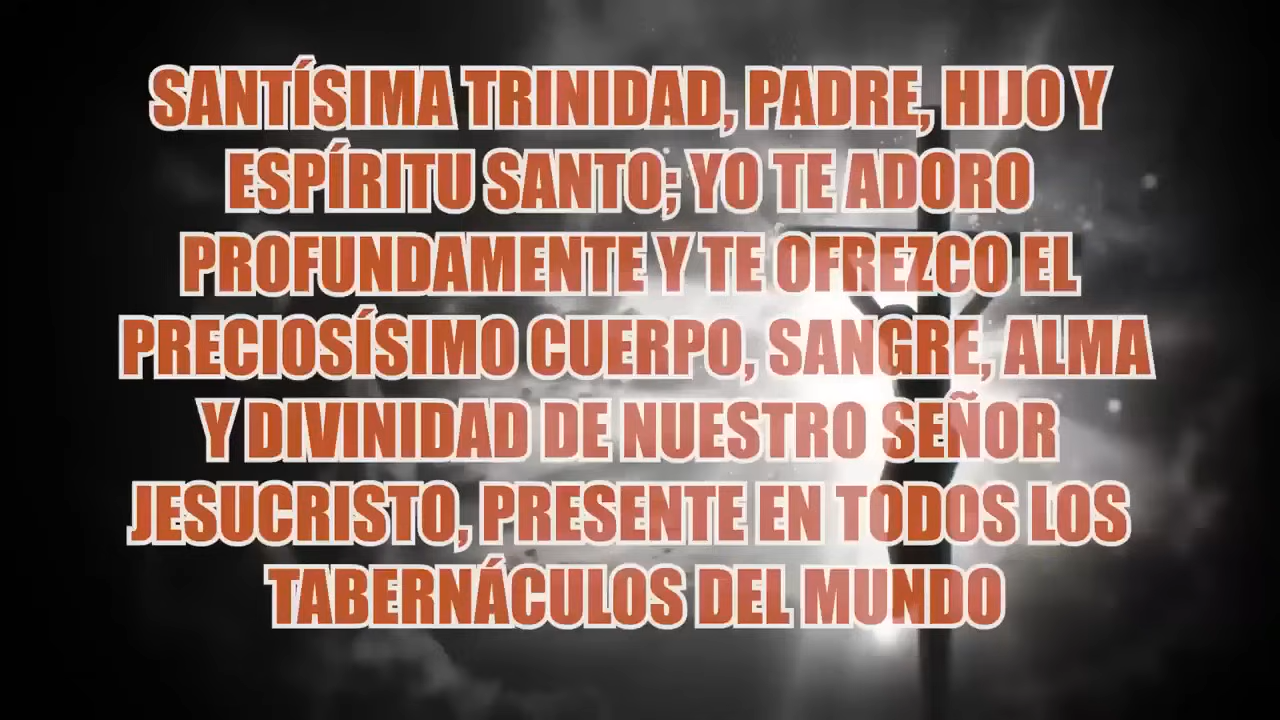 SANTÍSIMA TRINIDAD, PADRE, HIJO Y
ESPÍRITU SANTO; YO TE ADORO
PROFUNDAMENTE Y TE OFREZCO EL
PRECIOSÍSIMO CUERPO, SANGRE, ALMA
Y DIVINIDAD DE NUESTRO SEÑOR
JESUCRISTO, PRESENTE EN TODOS LOS
TABERNÁCULOS DEL MUNDO